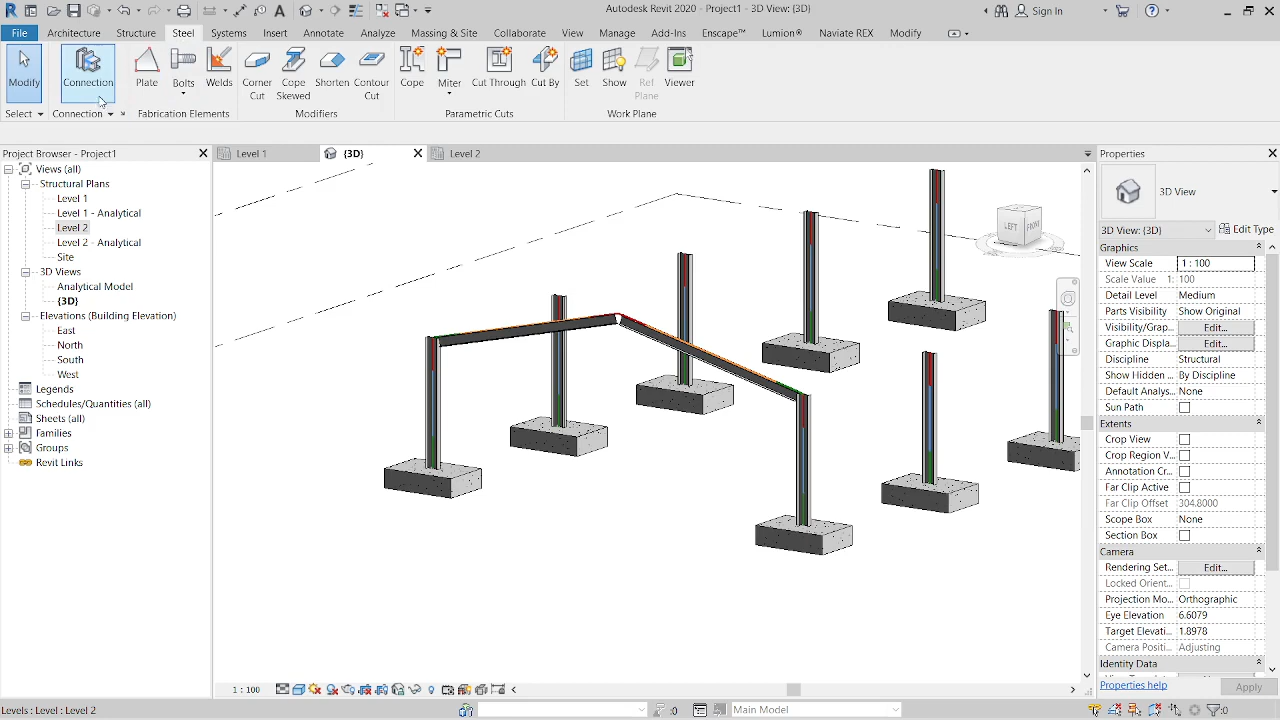 Autodesk Revit 2020 - Project1 - 3D View: {3D}
Sign In
File Architecture Structure Steel Systems Insert Annotate Analyze Massing & Site Collaborate View Manage Add-Ins Enscape™ Lumion® Naviate REX Modify
Modify
Connection
Plate
Bolts
Welds
Corner Cut
Cope Skewed
Shorten
Contour Cut
Cope
Miter
Cut Through
Cut By
Set
Show
Ref Plane
Viewer
Select
Connection
Fabrication Elements
Modifiers
Parametric Cuts
Work Plane
Project Browser - Project1
Level 1
{3D}
Level 2
Properties
Views (all)
Structural Plans
Level 1
Level 1 - Analytical
Level 2
Level 2 - Analytical
Site
3D Views
Analytical Model
{3D}
Elevations (Building Elevation)
East
North
South
West
Legends
Schedules/Quantities (all)
Sheets (all)
Families
Groups
Revit Links
LEFT
FRONT
3D View
3D View: {3D}
Edit Type
Graphics
View Scale 1 : 100
Scale Value 1: 100
Detail Level Medium
Parts Visibility Show Original
Visibility/Grap... Edit...
Graphic Displa... Edit...
Discipline Structural
Show Hidden ... By Discipline
Default Analys... None
Sun Path
Extents
Crop View
Crop Region V...
Annotation Cr...
Far Clip Active
Far Clip Offset 304.8000
Scope Box None
Section Box
Camera
Rendering Set... Edit...
Locked Orient...
Projection Mo... Orthographic
Eye Elevation 6.6079
Target Elevati... 1.8978
Camera Positi... Adjusting
Identity Data
Properties help
Apply
1 : 100
Levels : Level : Level 2
:0
Main Model
:0